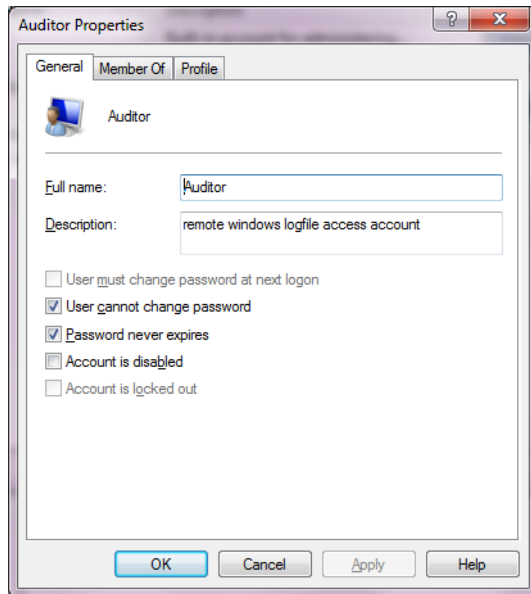 Auditor Properties
General Member Of Profile
Auditor
Full name: Auditor
Description: remote windows logfile access account
User must change password at next logon
User cannot change password
Password never expires
Account is disabled
Account is locked out
OK Cancel Apply Help